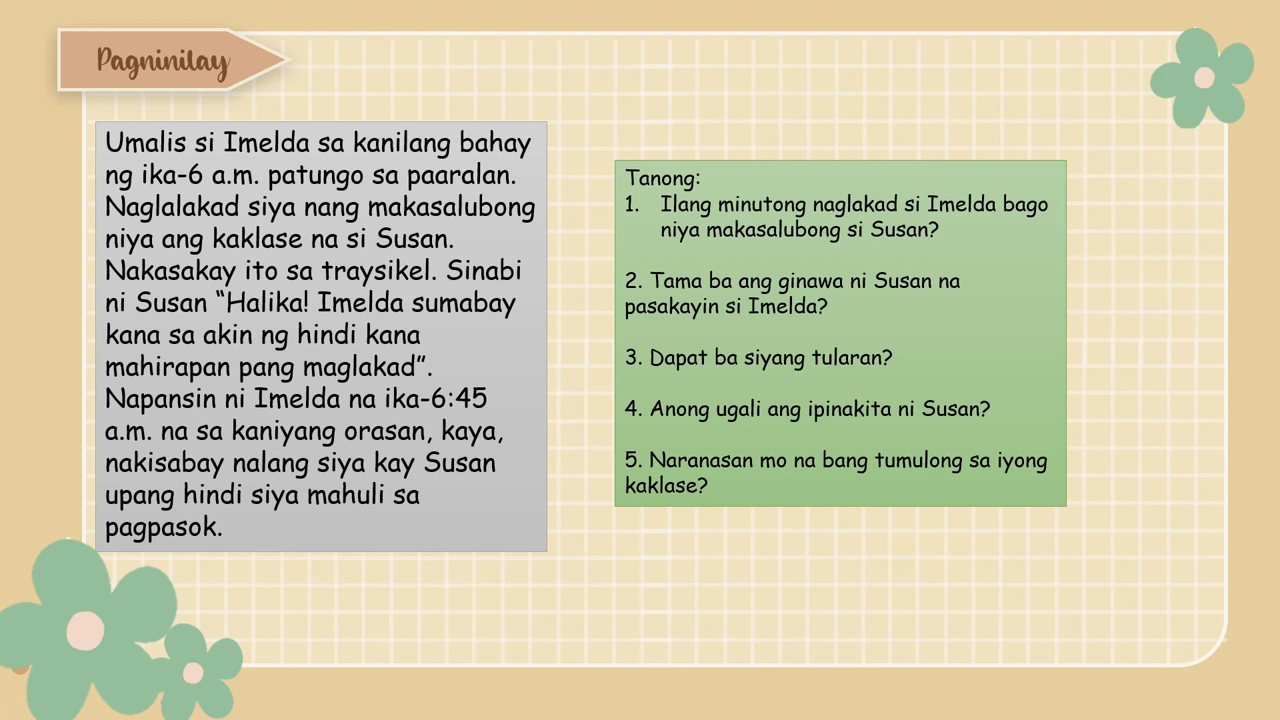 Pagninilay
Umalis si Imelda sa kanilang bahay
ng ika-6 a.m. patungo sa paaralan.
Naglalakad siya nang makasalubong
niya ang kaklase na si Susan.
Nakasakay ito sa traysikel. Sinabi
ni Susan “Halika! Imelda sumabay
kana sa akin ng hindi kana
mahirapan pang maglakad”.
Napansin ni Imelda na ika-6:45
a.m. na sa kaniyang orasan, kaya,
nakisabay nalang siya kay Susan
upang hindi siya mahuli sa
pagpasok.
Tanong:
1. Ilang minutong naglakad si Imelda bago
niya makasalubong si Susan?
2. Tama ba ang ginawa ni Susan na
pasakayin si Imelda?
3. Dapat ba siyang tularan?
4. Anong ugali ang ipinakita ni Susan?
5. Naranasan mo na bang tumulong sa iyong
kaklase?